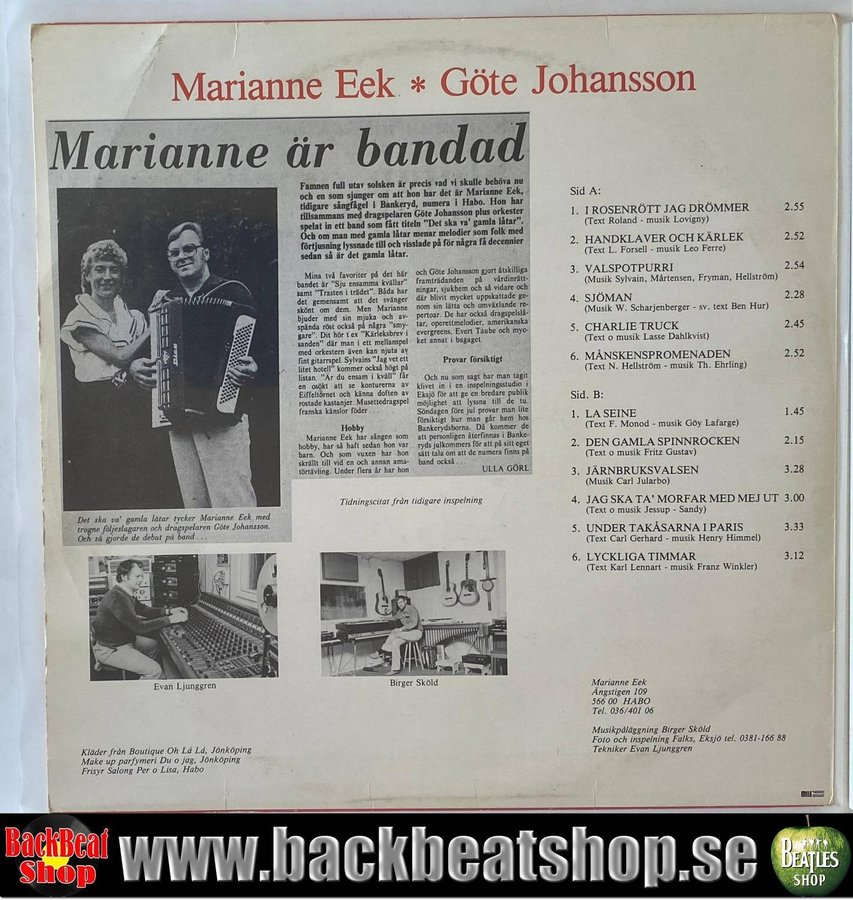 Marianne Eek * Göte Johansson
Marianne är bandad
Famnen full utav solsken är precis vad vi skulle behöva nu
och en som sjunger om att hon har det är Marianne Eek,
tidigare sångfågel i Bankeryd, numera i Habo. Hon har
tillsammans med dragspelaren Göte Johansson plus orkester
spelat in ett band som fått titeln "Det ska va' gamla låtar".
Och om man med gamla låtar menar melodier som folk med
förtjusning lyssnade till och visslade på för några få decennier
sedan så är det gamla låtar.
Mina två favoriter på det här
bandet är "Sju ensamma kvällar"
samt "Trasten i trädet". Båda har
det gemensamt att det svänger
skönt om dem. Men Marianne
bjuder med sin mjuka och av-
spända röst också på några "smy-
gare". Dit hör t ex "Kärleksbrev i
sanden" där man i ett mellanspel
med orkestern även kan njuta av
fint gitarrspel. Sylvains "Jag vet ett
litet hotell" kommer också högt på
listan. "Är du ensam i kväll" får
en osökt att se konturerna av
Eiffeltornet och känna doften av
rostade kastanjer. Musettedragspel
franska känslor föder . . .
Hobby
Marianne Eek har sången som
hobby, har så haft sedan hon var
barn. Och som vuxen har hon
skrällt till vid en och annan ama-
törtävling. Under flera år har hon
och Göte Johansson gjort åtskilliga
framträdanden på vårdinrätt-
ningar, sjukhem och så vidare och
där blivit mycket uppskattade ge-
nom sin lätta och omväxlande re-
pertoar. De har också dragspelslå-
tar, operettmelodier, amerikanska
evergreens, Evert Taube och myc-
ket annat i bagaget.
Provar försiktigt
Och nu som sagt har man tagit
klivet in i en inspelningsstudio i
Eksjö för att ge en bredare publik
möjlighet att lyssna till de tu.
Söndagen före jul provar man lite
försiktigt hur man går hem hos
Bankerydsborna. Då kommer de
att personligen återfinnas i Banke-
ryds julkommers för att på sitt eget
sätt tala om att de numera finns på
band också . . .
ULLA GÖRL
Det ska va' gamla låtar tycker Marianne Eek med
trogne följeslagaren och dragspelaren Göte Johansson.
Och så gjorde de debut på band . . .
Tidningscitat från tidigare inspelning
Evan Ljunggren
Birger Sköld
Kläder från Boutique Oh Lá Lá, Jönköping
Make up parfymeri Du o jag, Jönköping
Frisyr Salong Per o Lisa, Habo
Sid A:
1. I ROSENRÖTT JAG DRÖMMER 2.55
(Text Roland - musik Lovigny)
2. HANDKLAVER OCH KÄRLEK 2.52
(Text L. Forsell - musik Leo Ferre)
3. VALSPOTPURRI 2.54
(Musik Sylvain, Mårtensen, Fryman, Hellström)
4. SJÖMAN 2.28
(Musik W. Scharjenberger - sv. text Ben Hur)
5. CHARLIE TRUCK 2.45
(Text o musik Lasse Dahlkvist)
6. MÅNSKENSPROMENADEN 2.52
(Text N. Hellström - musik Th. Ehrling)
Sid. B:
1. LA SEINE 1.45
(Text F. Monod - musik Göy Lafarge)
2. DEN GAMLA SPINNROCKEN 2.15
(Text o musik Fritz Gustav)
3. JÄRNBRUKSVALSEN 3.28
(Musik Carl Jularbo)
4. JAG SKA TA' MORFAR MED MEJ UT 3.00
(Text o musik Jessup - Sandy)
5. UNDER TAKÅSARNA I PARIS 3.33
(Text Carl Gerhard - musik Henry Himmel)
6. LYCKLIGA TIMMAR 3.12
(Text Karl Lennart - musik Franz Winkler)
Marianne Eek
Ängstigen 109
566 00 HABO
Tel. 036/401 06
Musikpåläggning Birger Sköld
Foto och inspelning Falks, Eksjö tel. 0381-166 88
Tekniker Evan Ljunggren
BackBeat
Shop
www.backbeatshop.se
BEATLES
SHOP